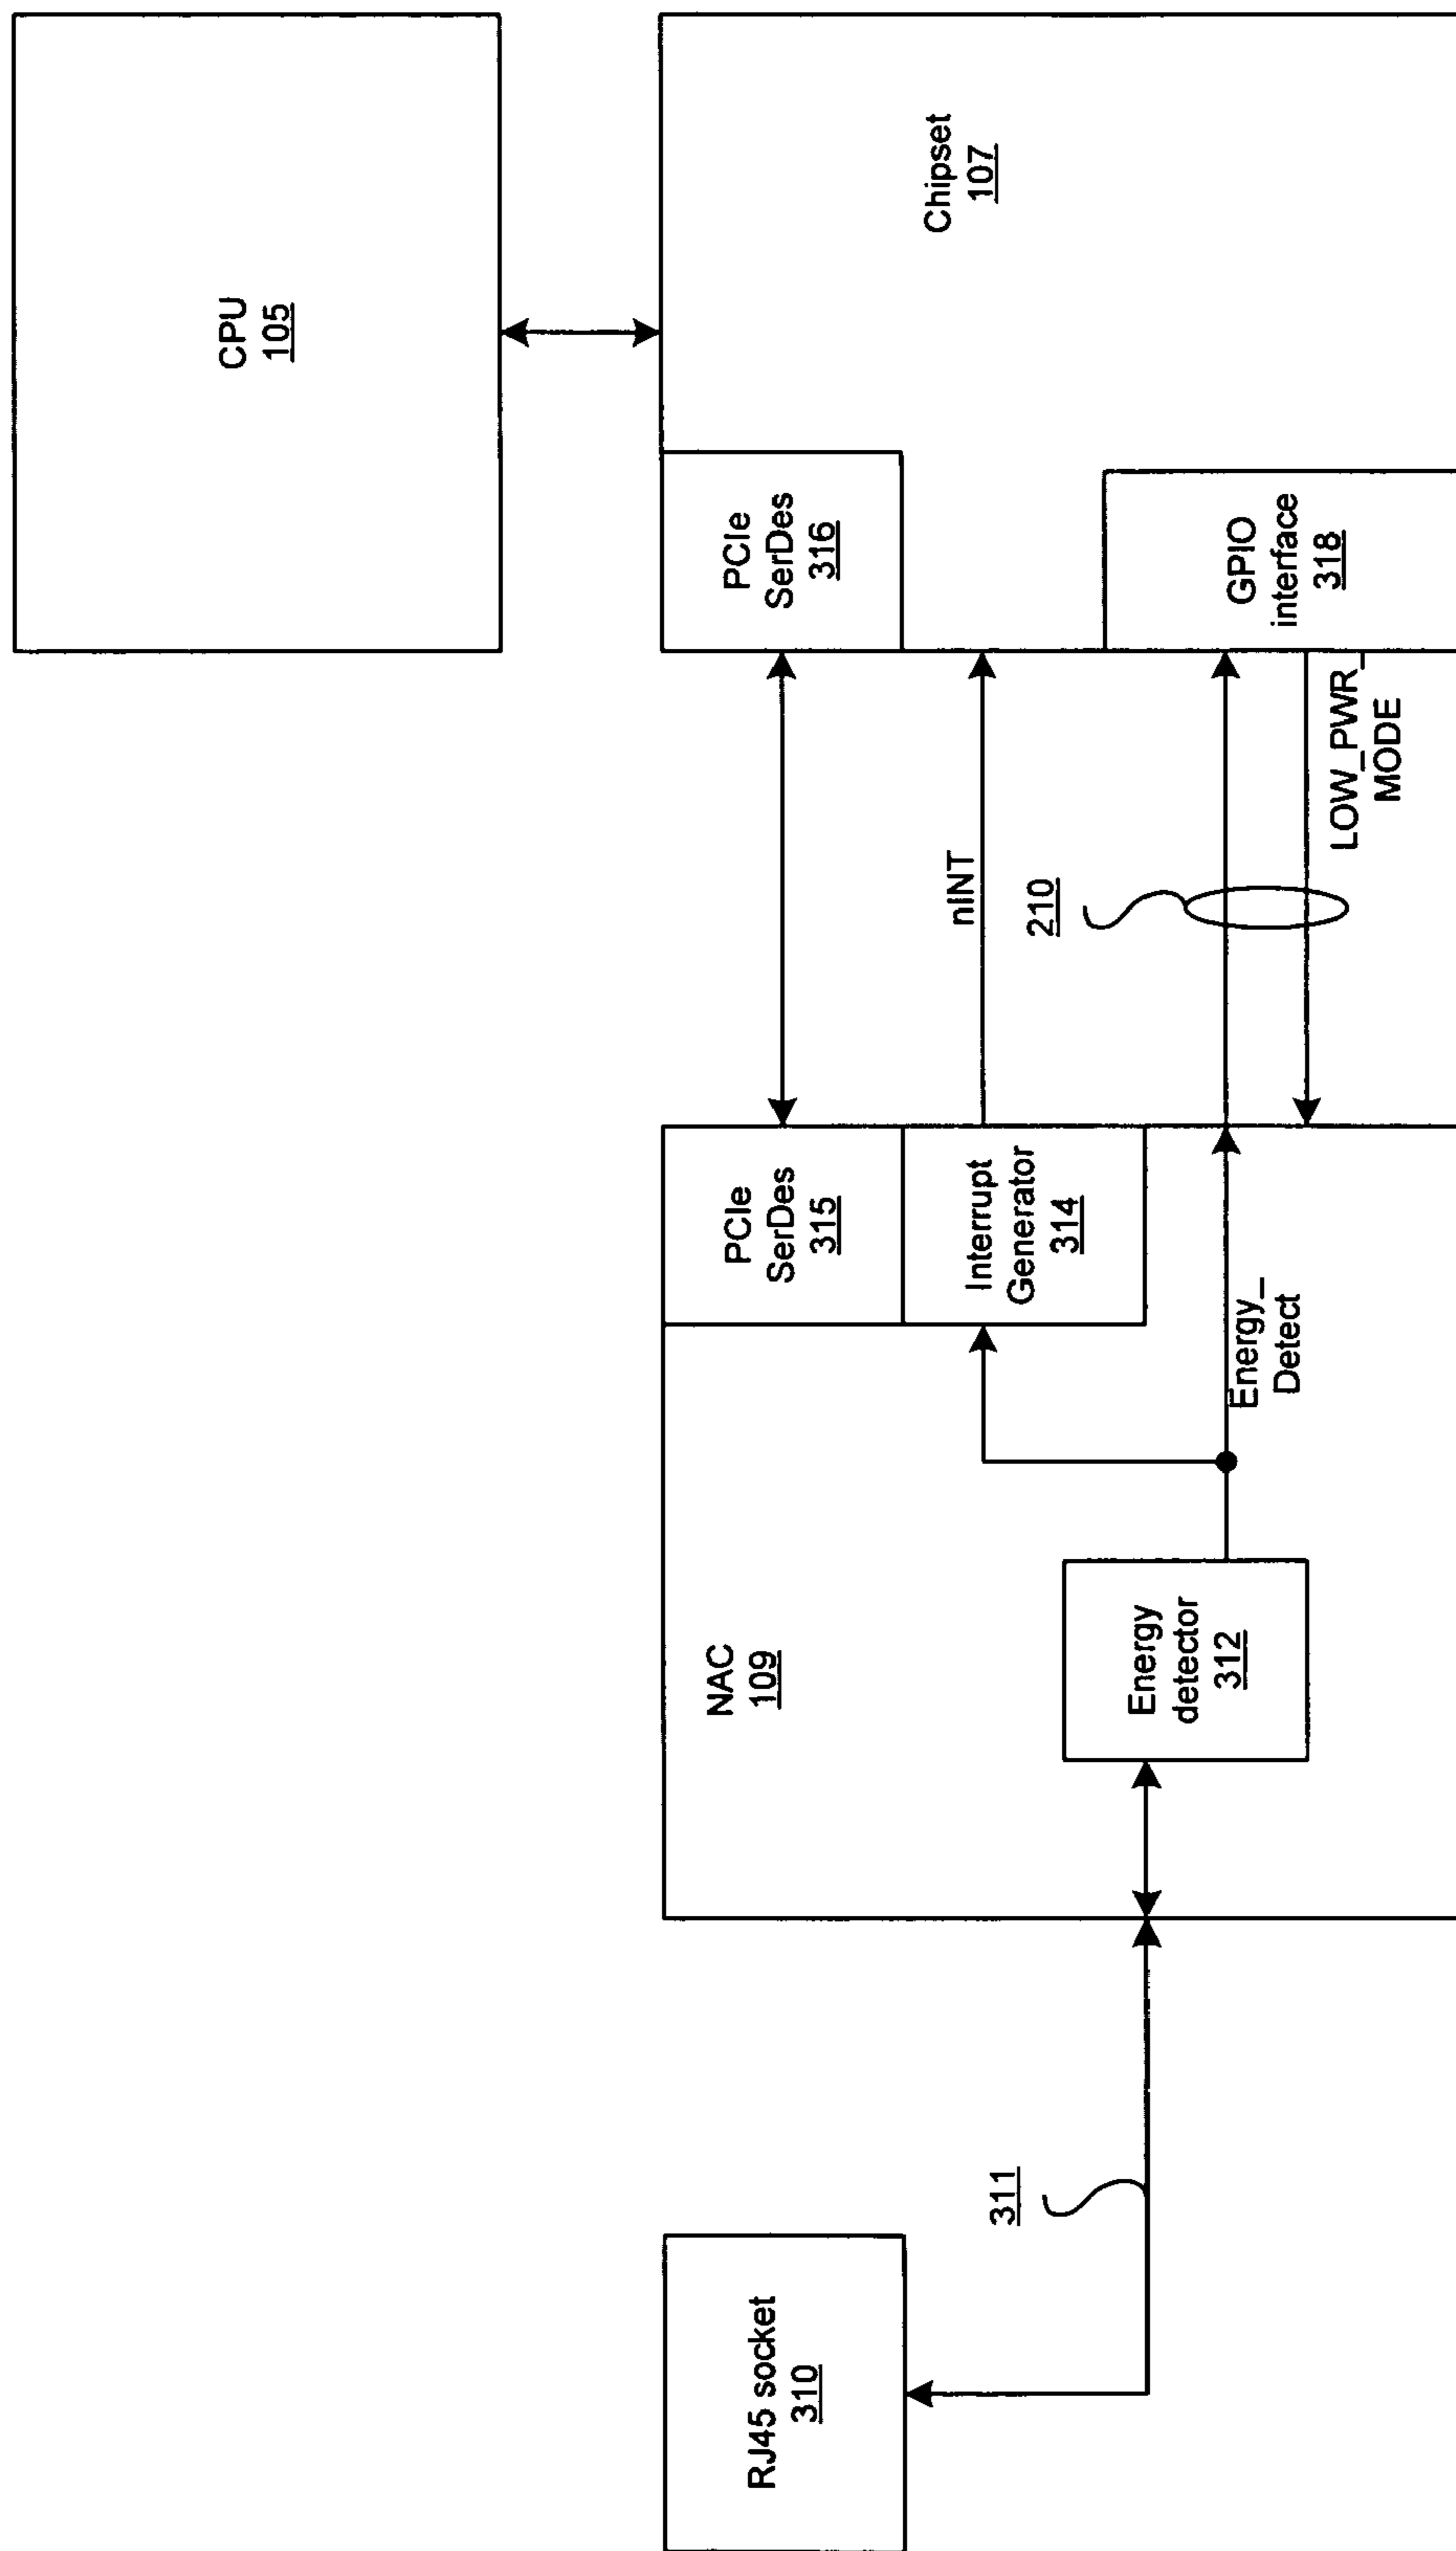 CPU
105
Chipset
107
PCIe
SerDes
316
GPIO
interface
318
nINT
210
LOW_PWR_
MODE
NAC
109
PCIe
SerDes
315
Interrupt
Generator
314
Energy_
Detect
Energy
detector
312
311
RJ45 socket
310